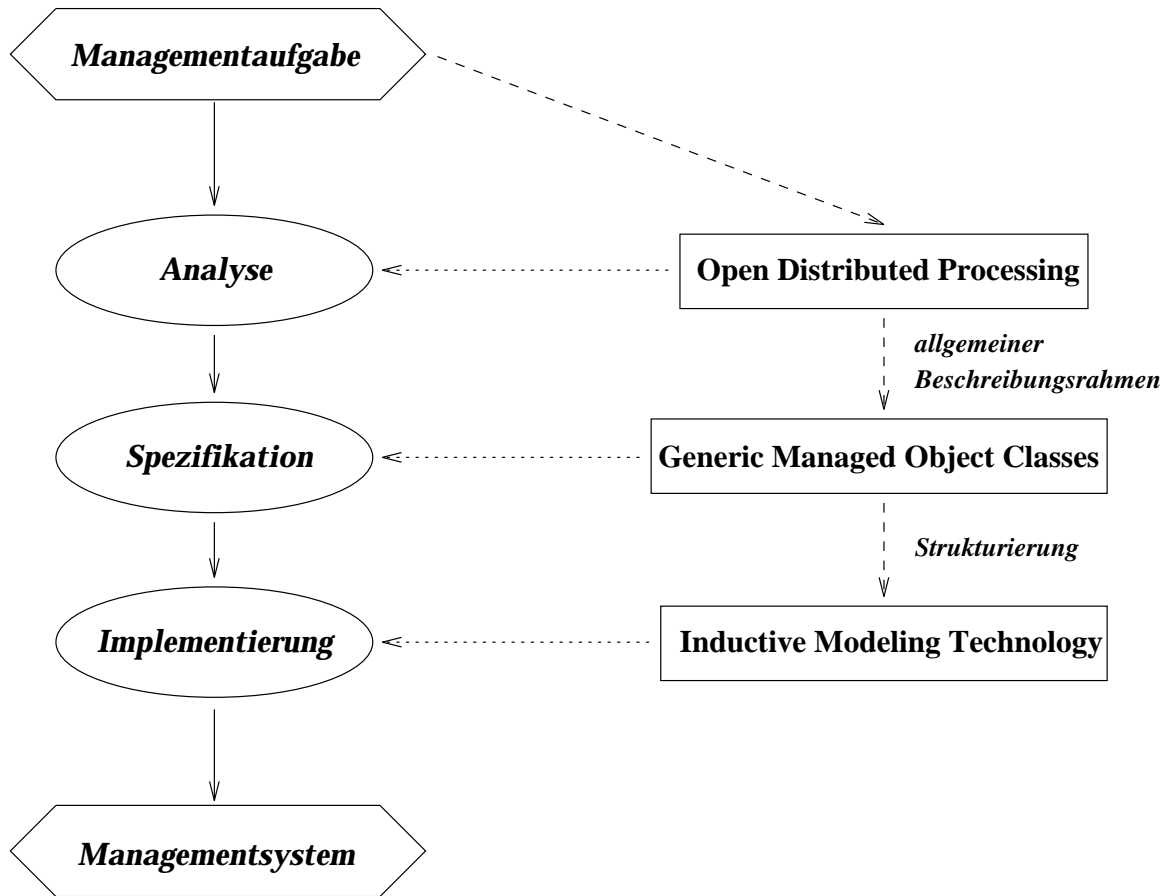 Managementaufgabe
Analyse
Open Distributed Processing
allgemeiner
Beschreibungsrahmen
Spezifikation
Generic Managed Object Classes
Strukturierung
Implementierung
Inductive Modeling Technology
Managementsystem